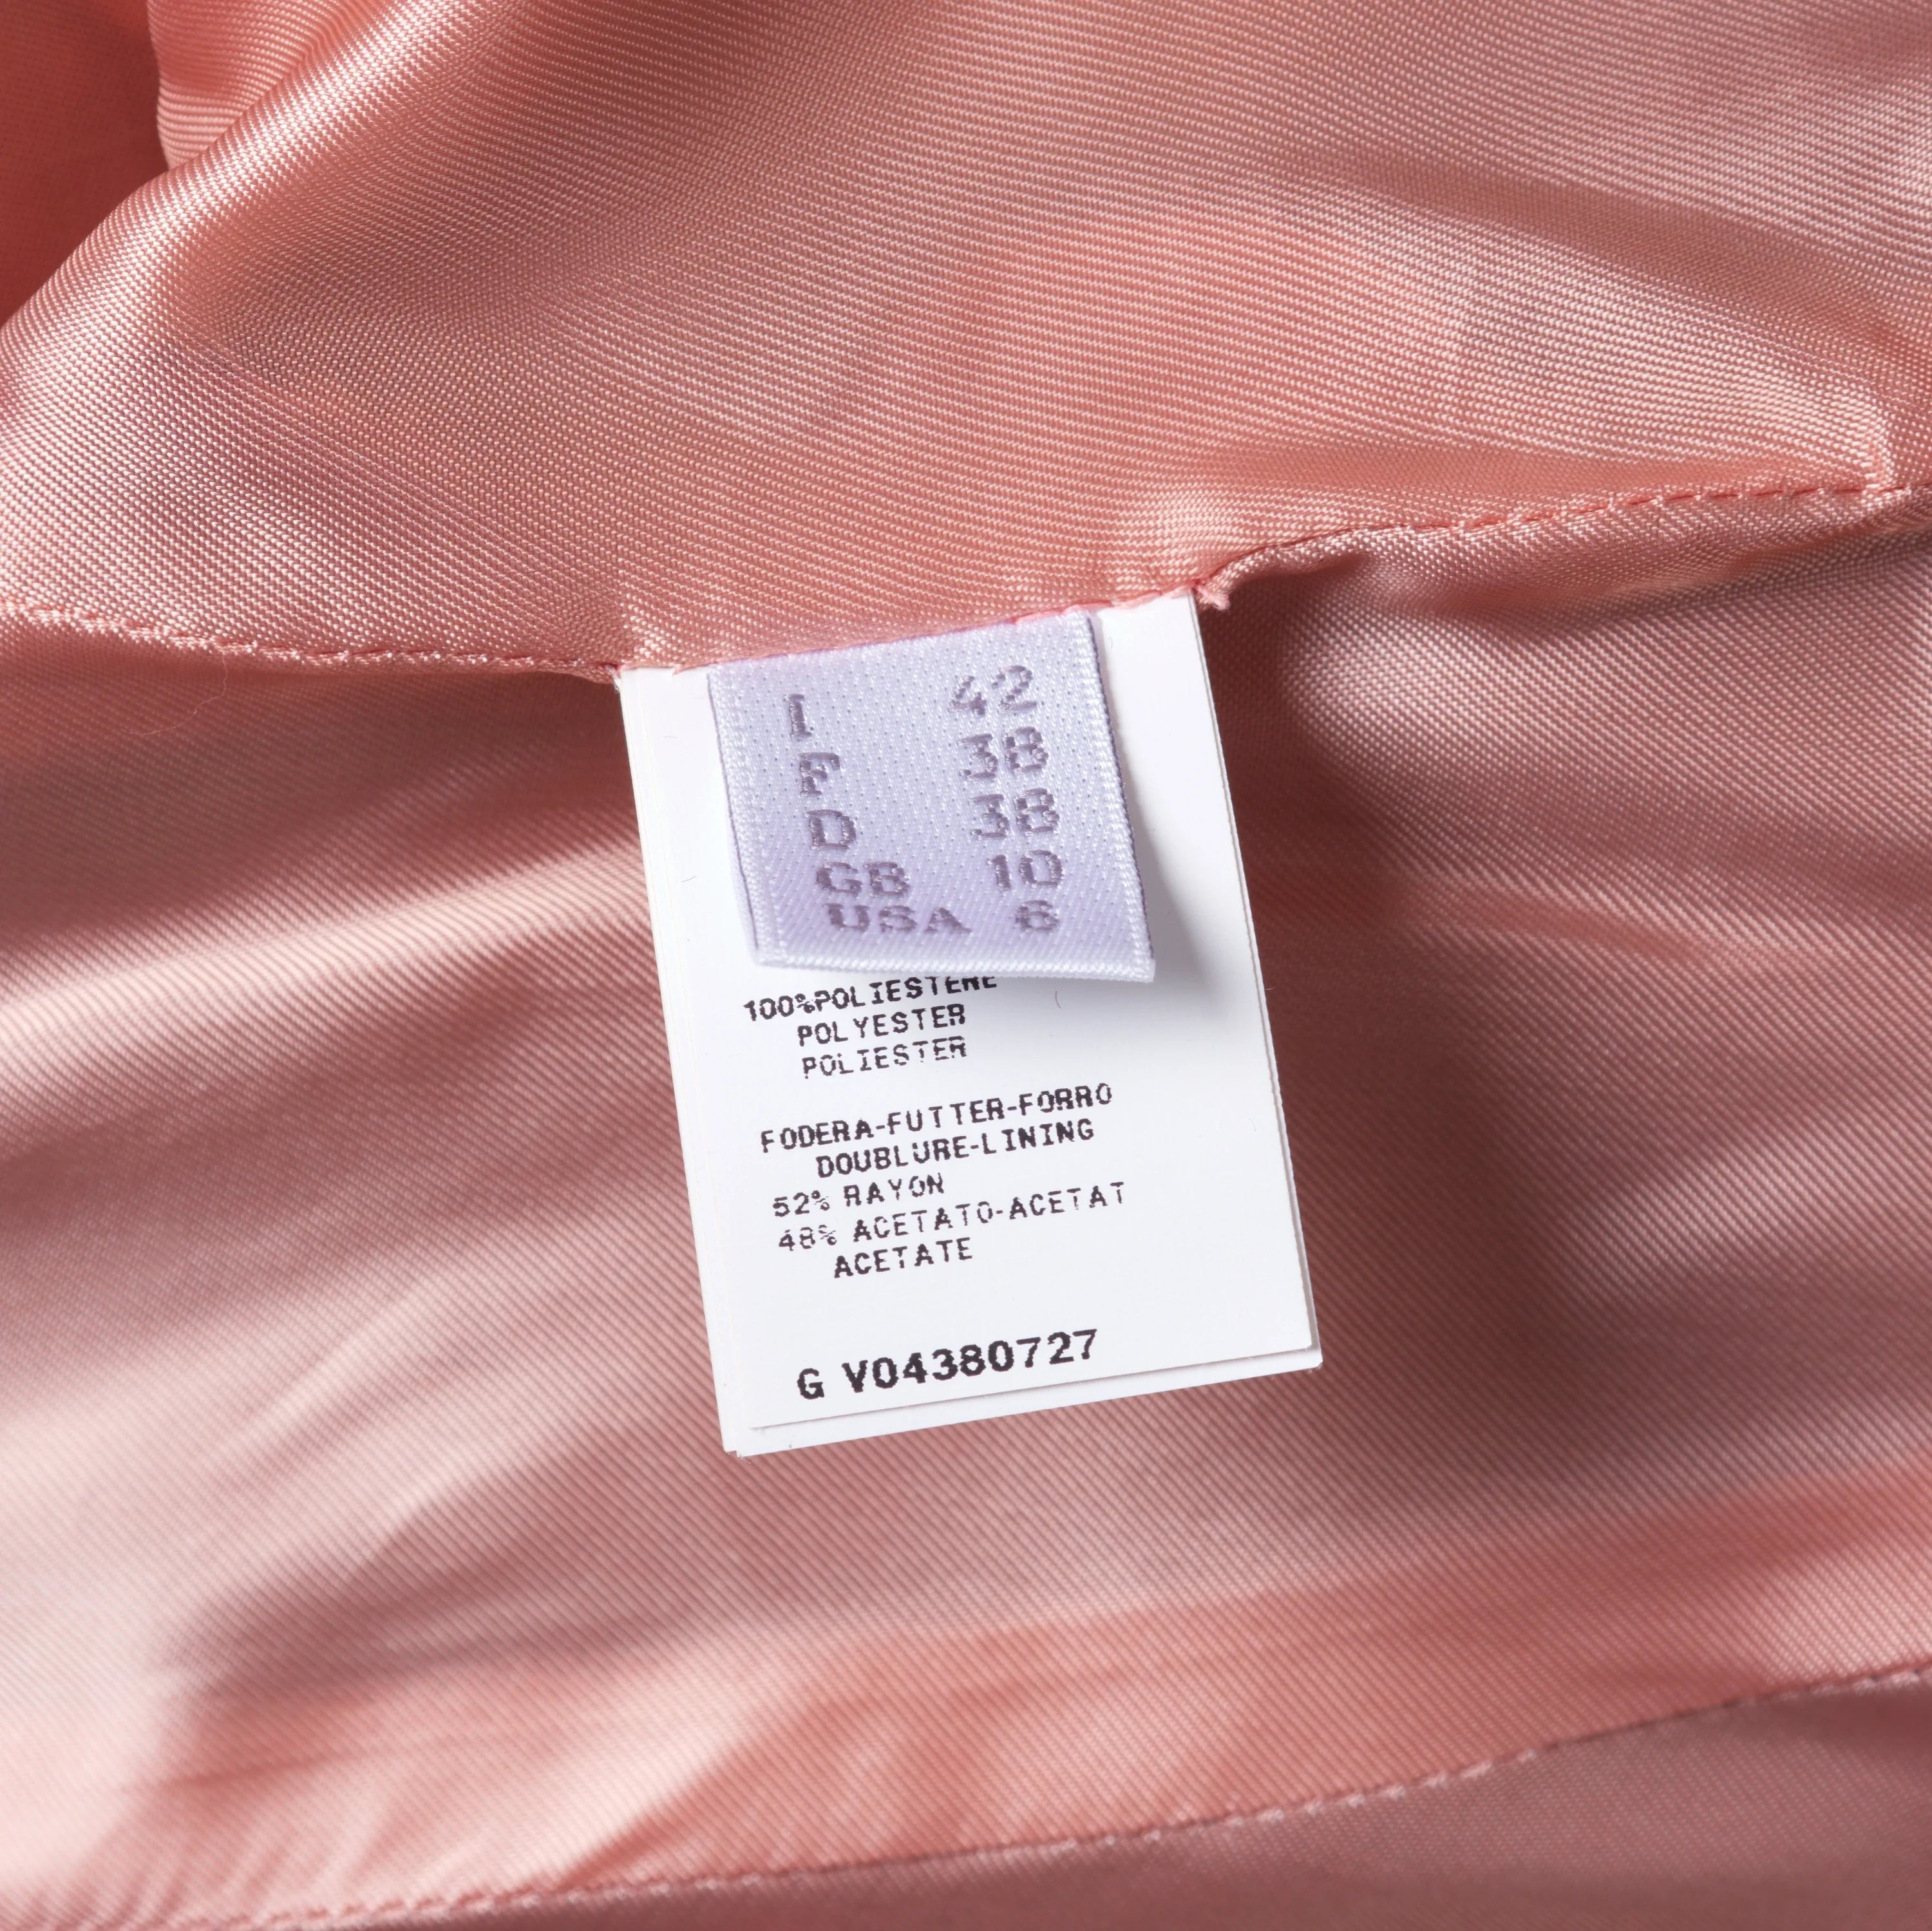 I 42
F 38
D 38
GB 10
USA 6
100%POLIESTERE
POLYESTER
POLIESTER
FODERA-FUTTER-FORRO
DOUBLURE-LINING
52% RAYON
48% ACETATO-ACETAT
ACETATE
G V04380727